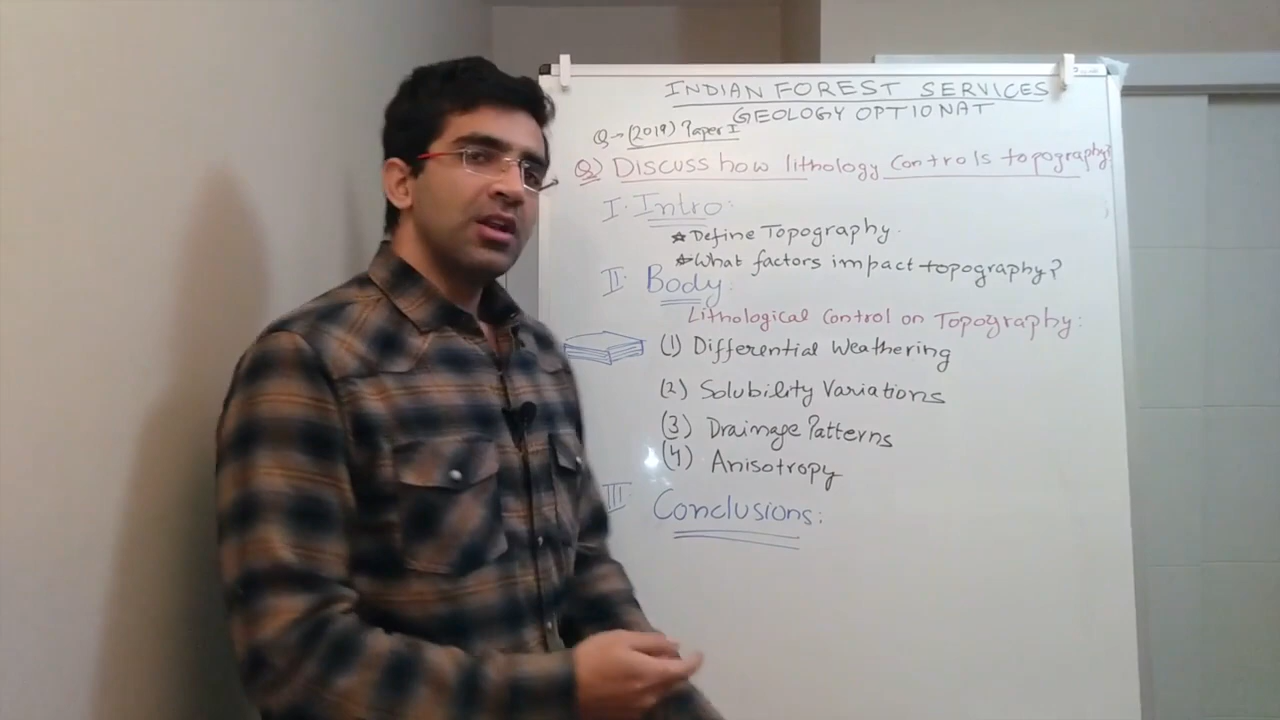 INDIAN FOREST SERVICES
GEOLOGY OPTIONAT
Q→(2019) Paper I
Q) Discuss how lithology controls topography?
I. Intro:
* Define Topography.
* What factors impact topography?
II. Body:
Lithological Control on Topography:
(1) Differential Weathering
(2) Solubility Variations
(3) Drainage Patterns
(4) Anisotropy
III Conclusions: